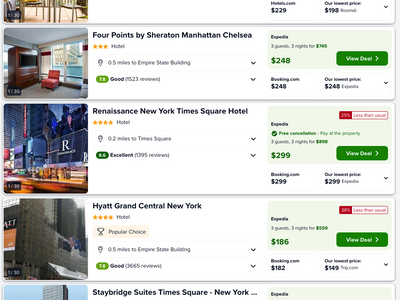 Hotels.com
$229
Our lowest price:
$198 Roomdi
1 / 30
Four Points by Sheraton Manhattan Chelsea
Hotel
0.5 miles to Empire State Building
7.8 Good (1523 reviews)
Expedia
3 guests, 3 nights for $745
$248
View Deal >
Booking.com
$248
Our lowest price:
$248 Expedia
1 / 30
Renaissance New York Times Square Hotel
Hotel
0.2 miles to Times Square
8.6 Excellent (1395 reviews)
25% Less than usual
Expedia
Free cancellation · Pay at the property
3 guests, 3 nights for $898
$299
View Deal >
Booking.com
$299
Our lowest price:
$299 Expedia
R
1 / 30
Hyatt Grand Central New York
Hotel
Popular Choice
0.5 miles to Empire State Building
7.8 Good (3665 reviews)
38% Less than usual
Expedia
3 guests, 3 nights for $559
$186
View Deal >
Booking.com
$182
Our lowest price:
$149 Trip.com
1 / 30
Staybridge Suites Times Square - New York ...
Expedia